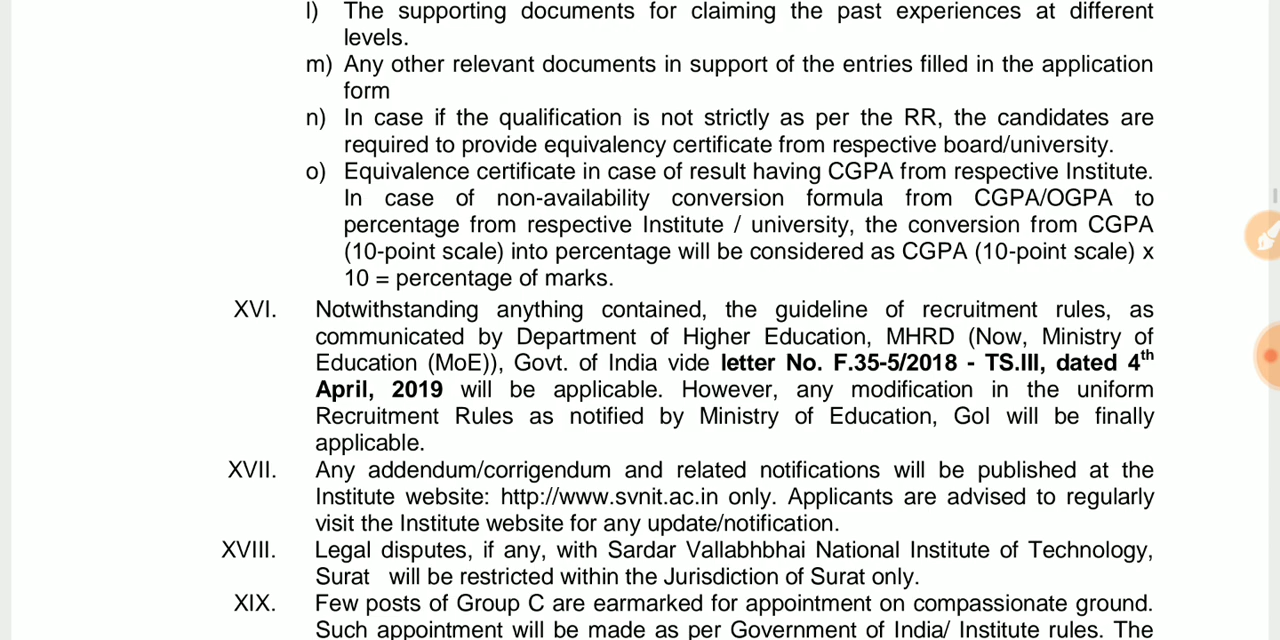 l) The supporting documents for claiming the past experiences at different
levels.
m) Any other relevant documents in support of the entries filled in the application
form
n) In case if the qualification is not strictly as per the RR, the candidates are
required to provide equivalency certificate from respective board/university.
o) Equivalence certificate in case of result having CGPA from respective Institute.
In case of non-availability conversion formula from CGPA/OGPA to
percentage from respective Institute / university, the conversion from CGPA
(10-point scale) into percentage will be considered as CGPA (10-point scale) x
10 = percentage of marks.
XVI. Notwithstanding anything contained, the guideline of recruitment rules, as
communicated by Department of Higher Education, MHRD (Now, Ministry of
Education (MoE)), Govt. of India vide letter No. F.35-5/2018 - TS.III, dated 4th
April, 2019 will be applicable. However, any modification in the uniform
Recruitment Rules as notified by Ministry of Education, GoI will be finally
applicable.
XVII. Any addendum/corrigendum and related notifications will be published at the
Institute website: http://www.svnit.ac.in only. Applicants are advised to regularly
visit the Institute website for any update/notification.
XVIII. Legal disputes, if any, with Sardar Vallabhbhai National Institute of Technology,
Surat will be restricted within the Jurisdiction of Surat only.
XIX. Few posts of Group C are earmarked for appointment on compassionate ground.
Such appointment will be made as per Government of India/ Institute rules. The